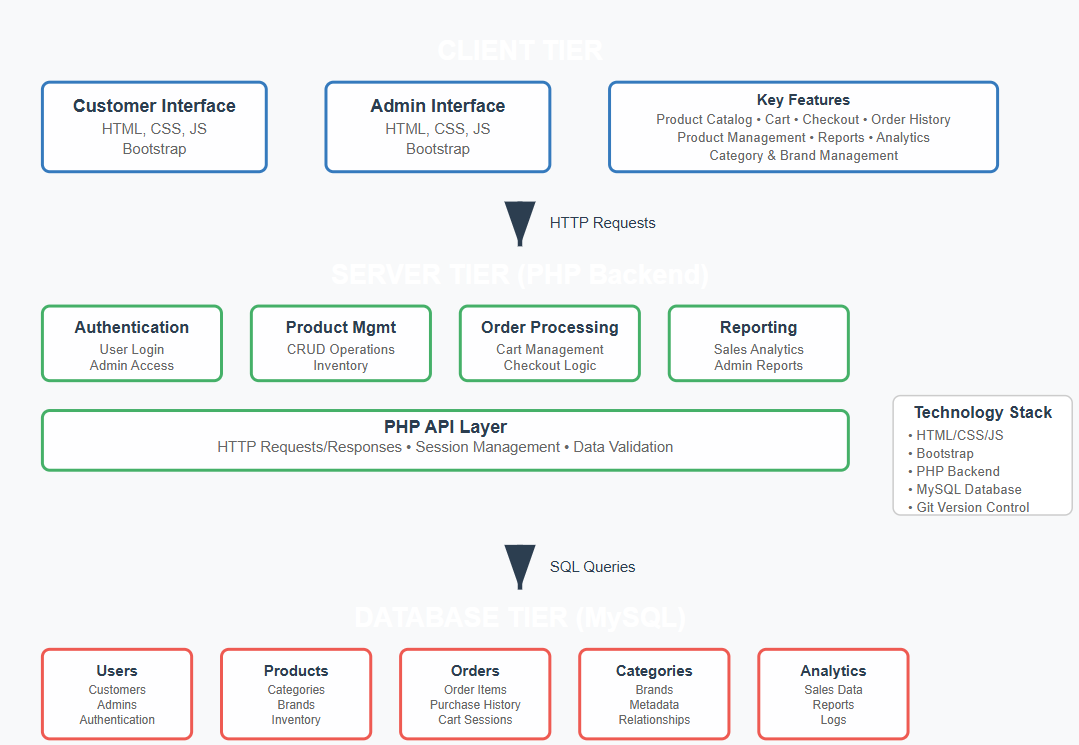 CLIENT TIER
Customer Interface
HTML, CSS, JS
Bootstrap
Admin Interface
HTML, CSS, JS
Bootstrap
Key Features
Product Catalog • Cart • Checkout • Order History
Product Management • Reports • Analytics
Category & Brand Management
HTTP Requests
SERVER TIER (PHP Backend)
Authentication
User Login
Admin Access
Product Mgmt
CRUD Operations
Inventory
Order Processing
Cart Management
Checkout Logic
Reporting
Sales Analytics
Admin Reports
PHP API Layer
HTTP Requests/Responses • Session Management • Data Validation
Technology Stack
• HTML/CSS/JS
• Bootstrap
• PHP Backend
• MySQL Database
• Git Version Control
SQL Queries
DATABASE TIER (MySQL)
Users
Customers
Admins
Authentication
Products
Categories
Brands
Inventory
Orders
Order Items
Purchase History
Cart Sessions
Categories
Brands
Metadata
Relationships
Analytics
Sales Data
Reports
Logs